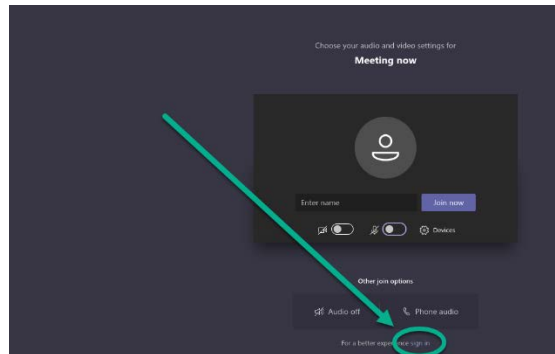 Choose your audio and video settings for
Meeting now
Enter name
Join now
Devices
Other join options
Audio off
Phone audio
For a better experience sign in